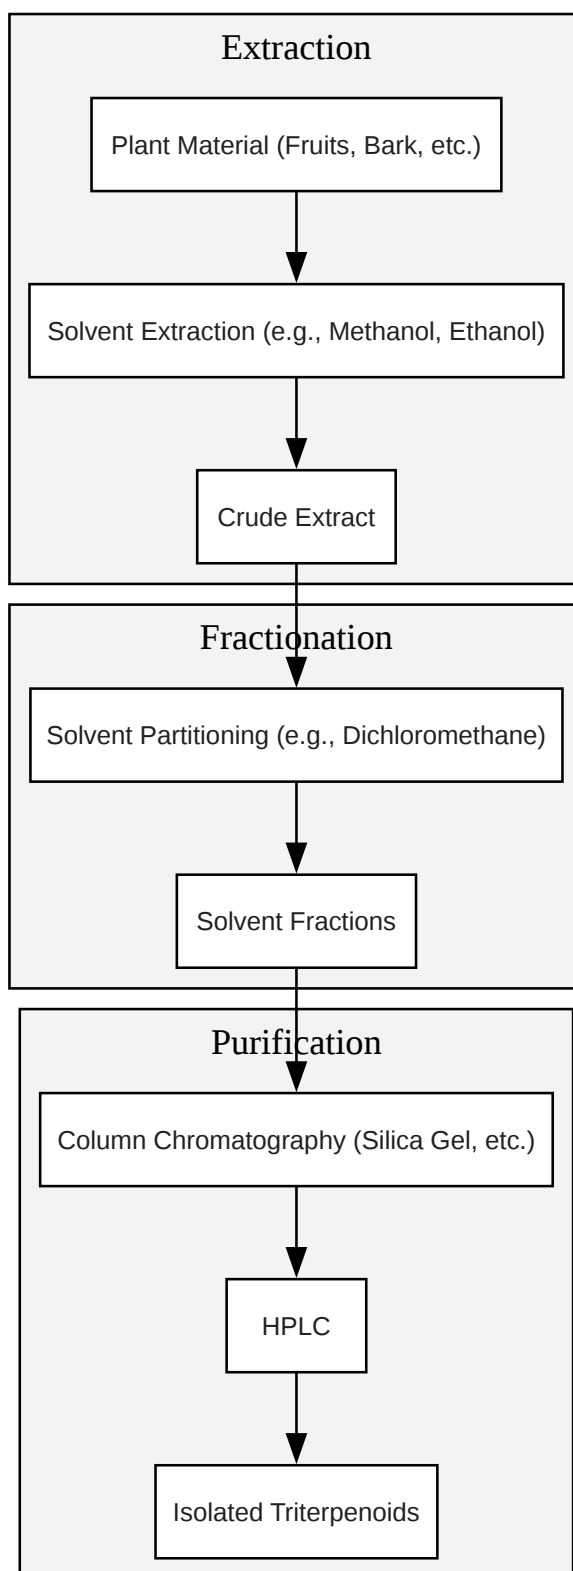 Extraction
Plant Material (Fruits, Bark, etc.)
Solvent Extraction (e.g., Methanol, Ethanol)
Crude Extract
Fractionation
Solvent Partitioning (e.g., Dichloromethane)
Solvent Fractions
Purification
Column Chromatography (Silica Gel, etc.)
HPLC
Isolated Triterpenoids